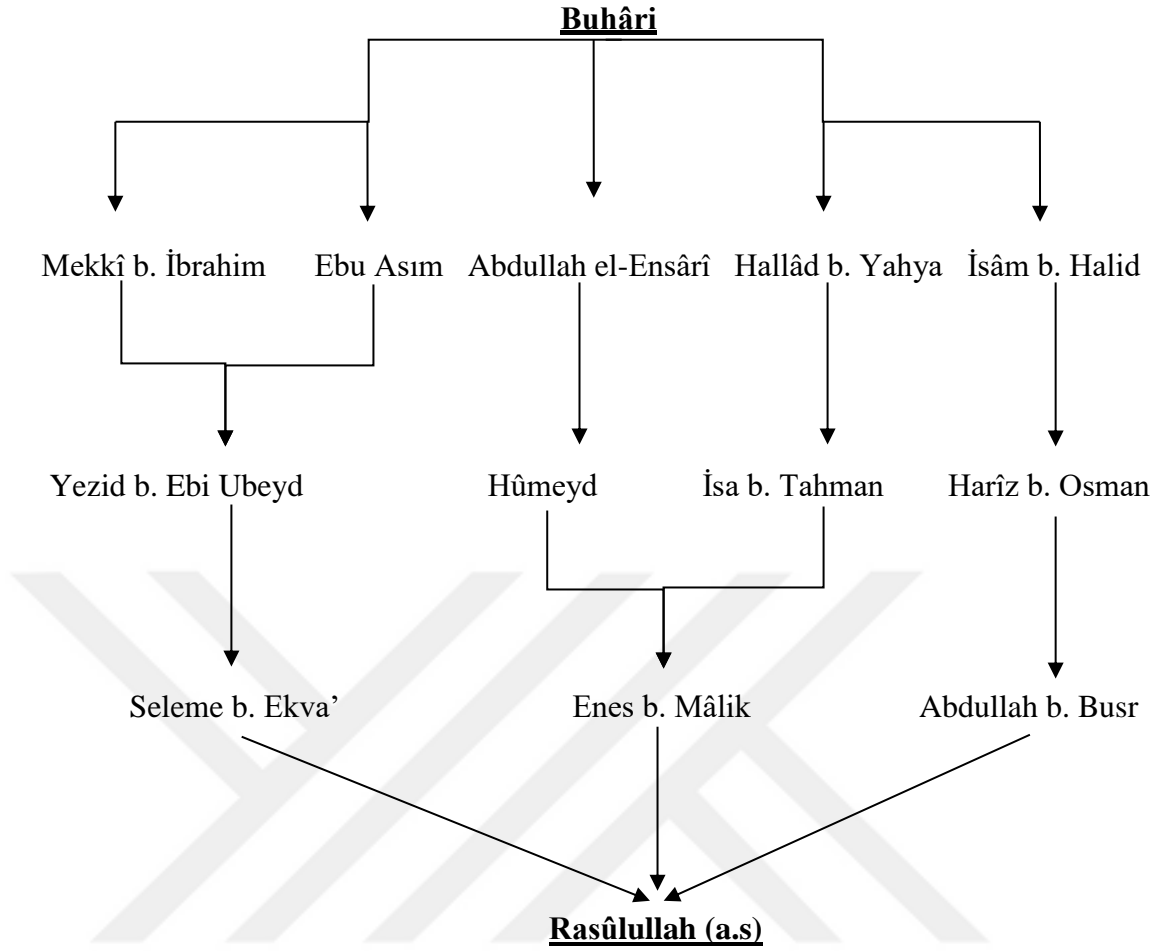 Buhâri
Mekkî b. İbrahim Ebu Asım Abdullah el-Ensârî Hallâd b. Yahya İsâm b. Halid
Yezid b. Ebi Ubeyd Hûmeyd İsa b. Tahman Harîz b. Osman
Seleme b. Ekva’ Enes b. Mâlik Abdullah b. Busr
Rasûlullah (a.s)